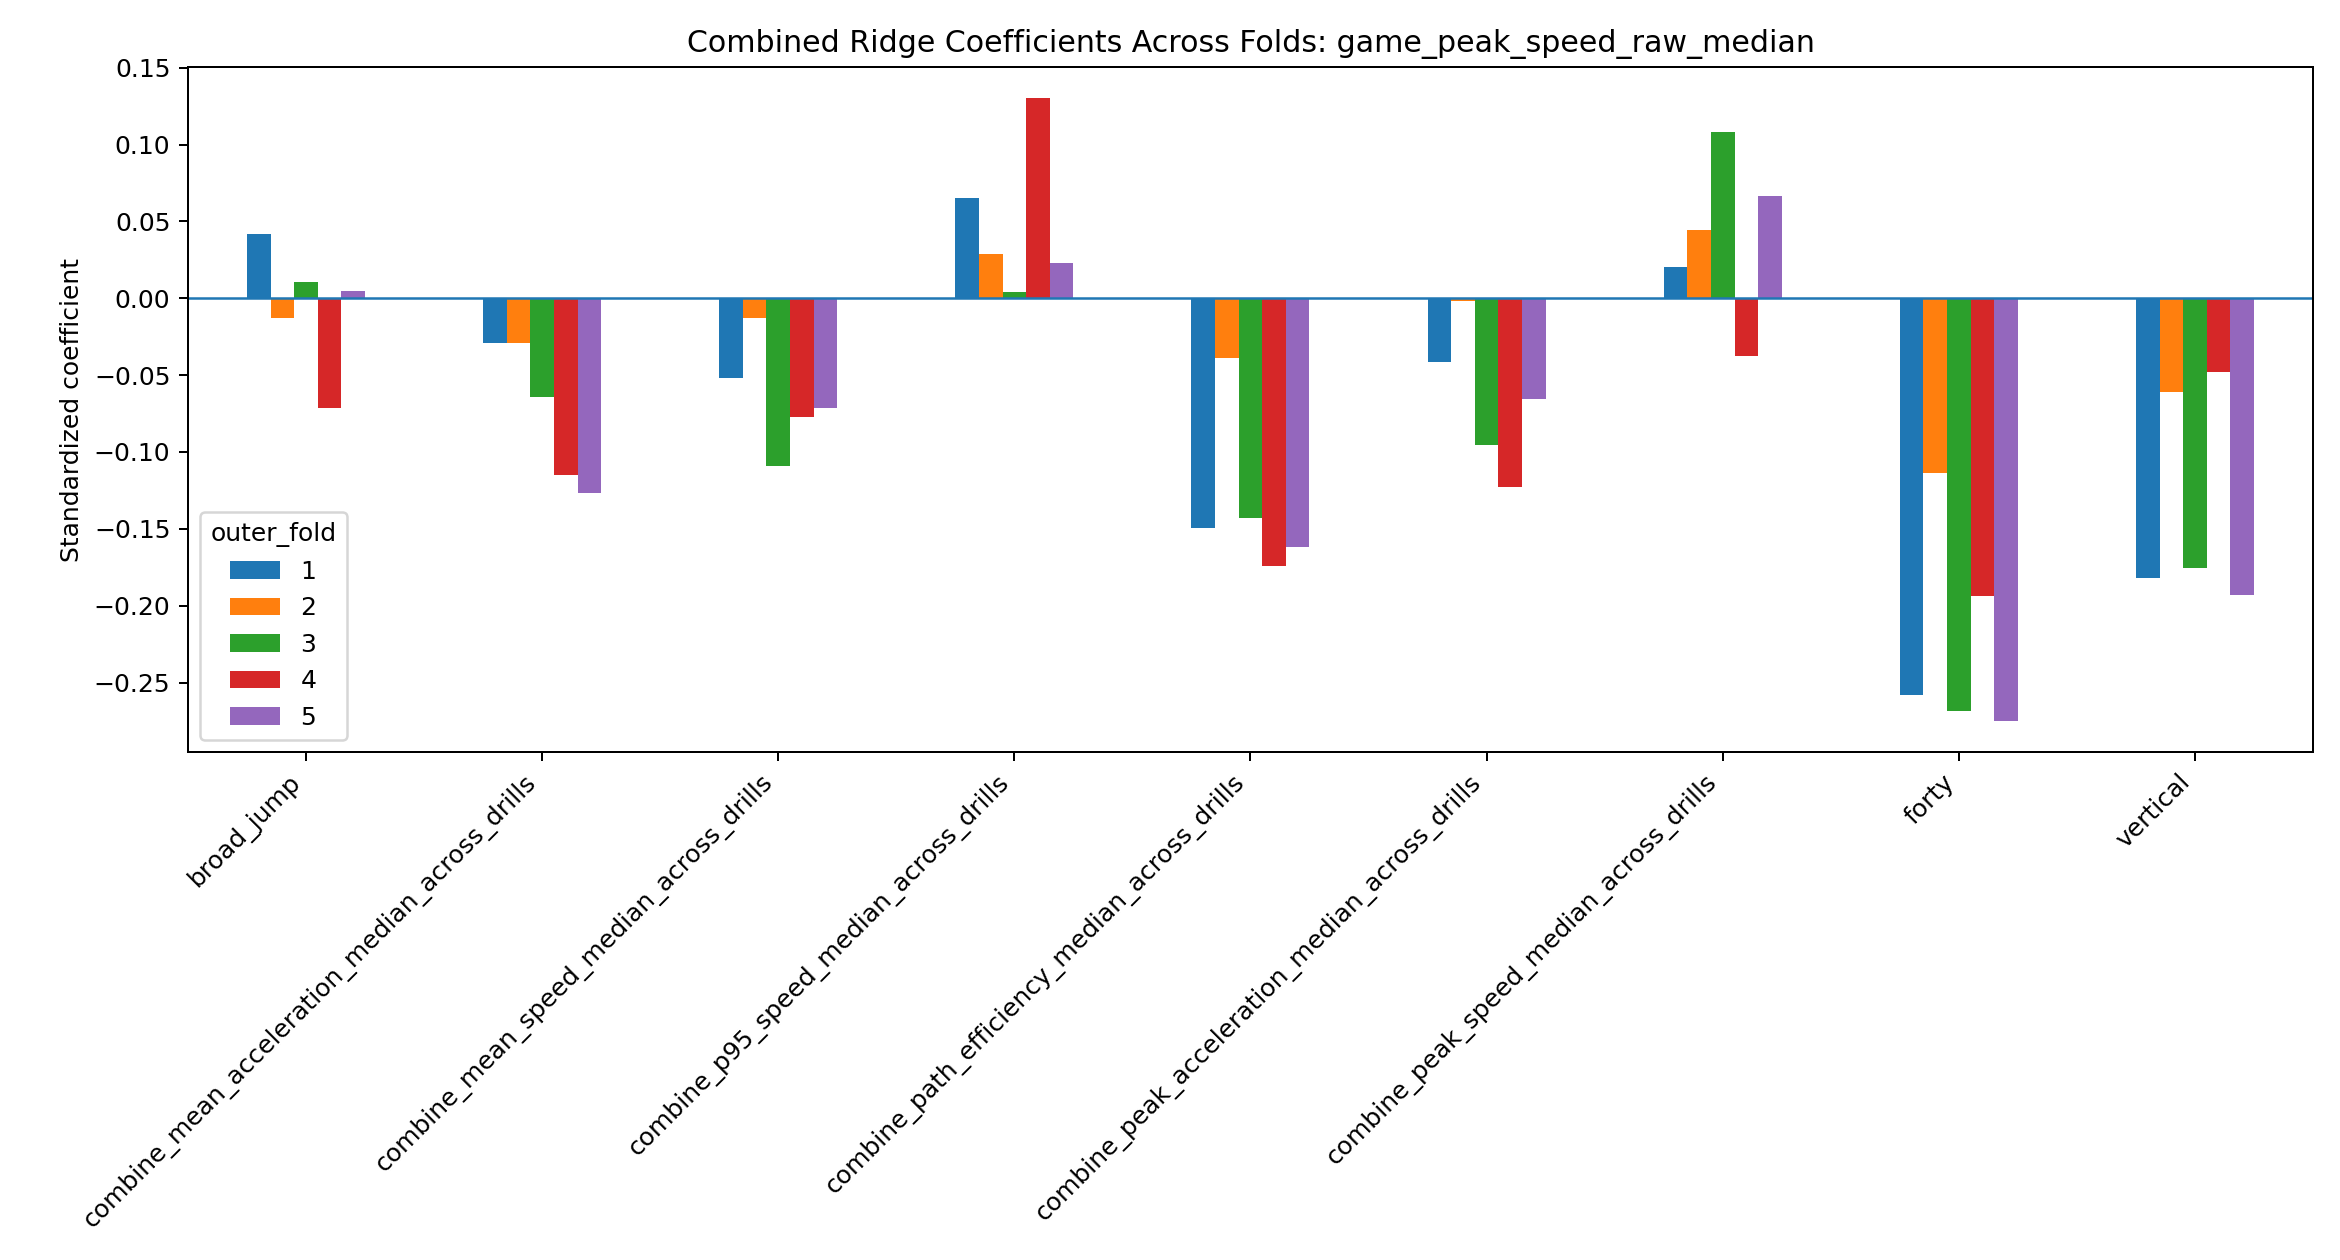 Combined Ridge Coefficients Across Folds: game_peak_speed_raw_median
Standardized coefficient
0.15
0.10
0.05
0.00
−0.05
−0.10
−0.15
−0.20
−0.25
outer_fold
1
2
3
4
5
broad_jump
combine_mean_acceleration_median_across_drills
combine_mean_speed_median_across_drills
combine_p95_speed_median_across_drills
combine_path_efficiency_median_across_drills
combine_peak_acceleration_median_across_drills
combine_peak_speed_median_across_drills
forty
vertical